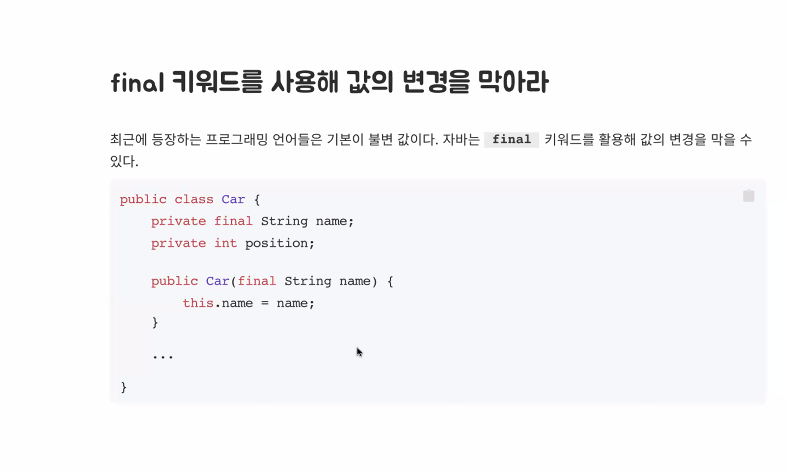 final 키워드를 사용해 값의 변경을 막아라
최근에 등장하는 프로그래밍 언어들은 기본이 불변 값이다. 자바는 final 키워드를 활용해 값의 변경을 막을 수
있다.
public class Car {
    private final String name;
    private int position;
    public Car(final String name) {
        this.name = name;
    }
    ...
}